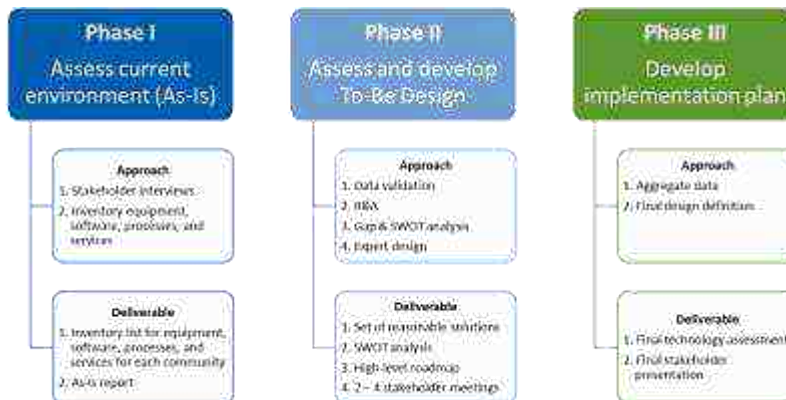 Phase I
Assess current
environment (As-Is)
Approach
1. Stakeholder interviews
2. Inventory equipment,
software, processes, and
services
Deliverable
1. Inventory list for equipment,
software, processes, and
services for each community
2. As-Is report
Phase II
Assess and develop
To-Be Design
Approach
1. Data validation
2.
3. Gap & SWOT analysis
4. Expert design
Deliverable
1. Set of reasonable solutions
2. SWOT analysis
3. High-level roadmap
4. 2 – 4 stakeholder meetings
Phase III
Develop
implementation plan
Approach
1. Aggregate data
2. Final design definition
Deliverable
1. Final technology assessment
2. Final stakeholder
presentation